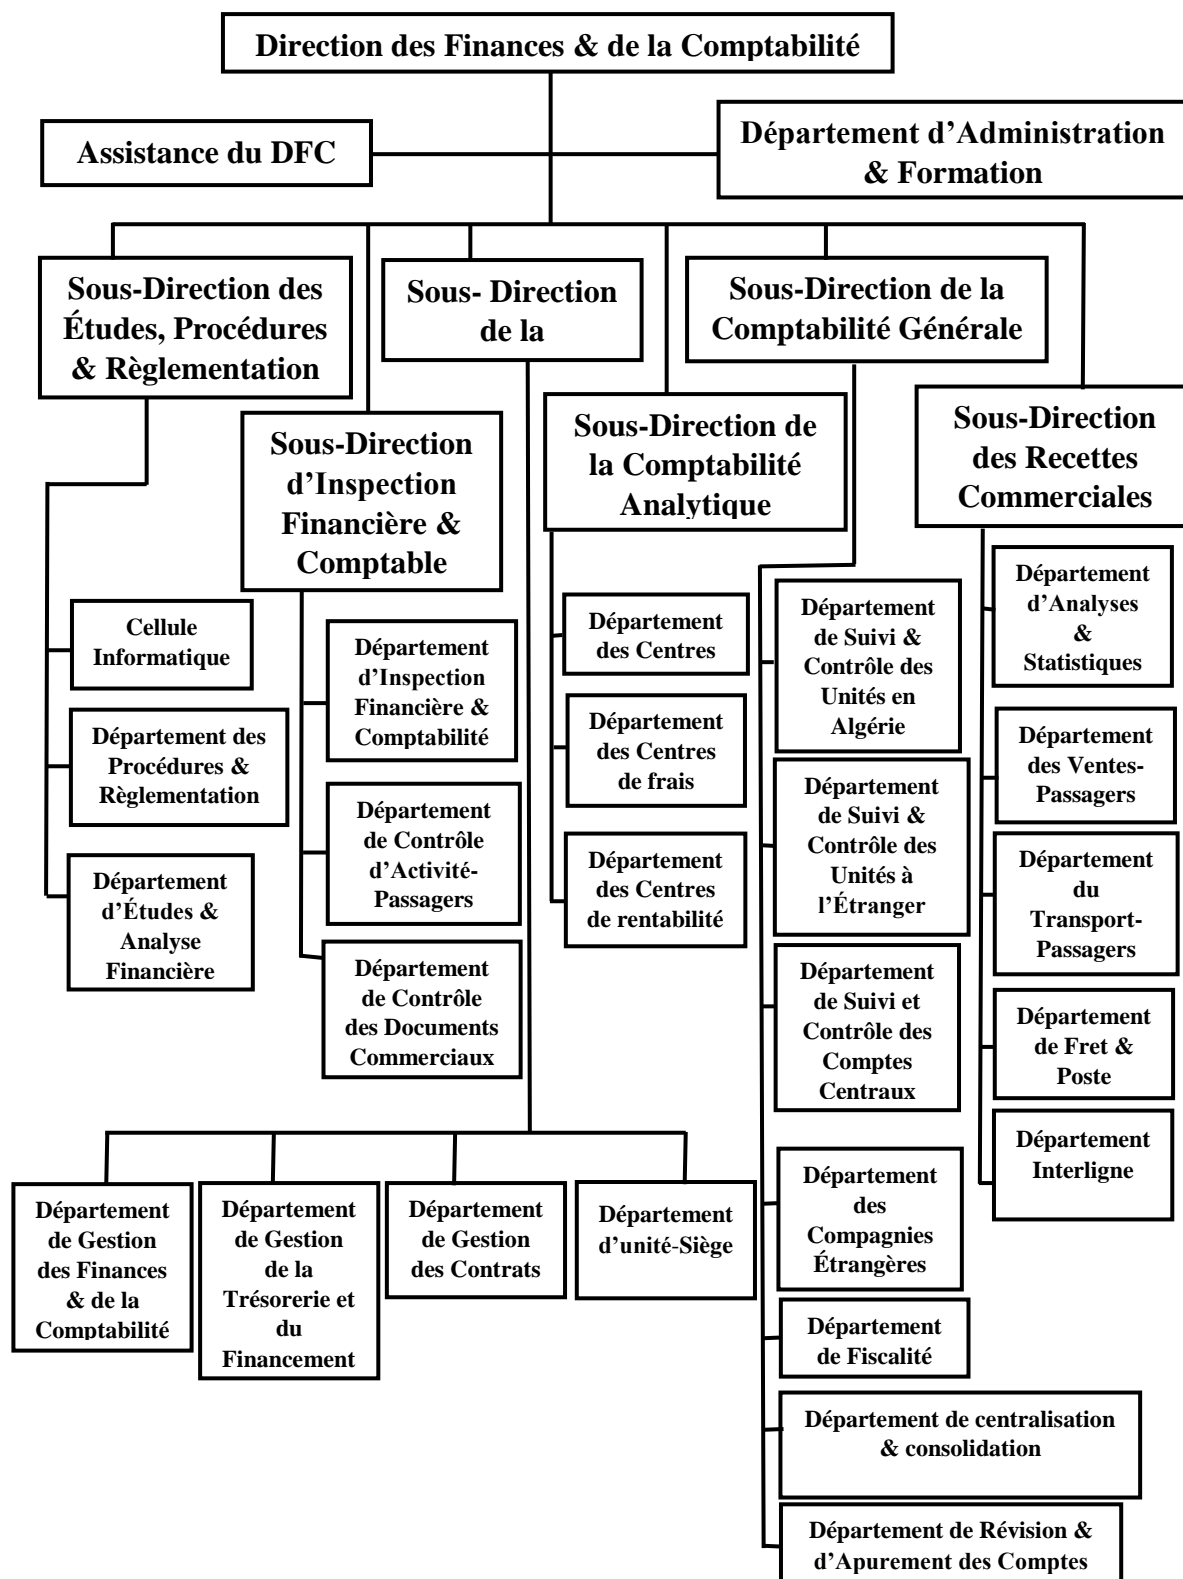 Direction des Finances & de la Comptabilité
Assistance du DFC
Département d’Administration
& Formation
Sous-Direction des
Études, Procédures
& Règlementation
Sous- Direction
de la
Sous-Direction de la
Comptabilité Générale
Sous-Direction
d’Inspection
Financière &
Comptable
Sous-Direction de
la Comptabilité
Analytique
Sous-Direction
des Recettes
Commerciales
Cellule
Informatique
Département des
Procédures &
Règlementation
Département
d’Études &
Analyse
Financière
Département
d’Inspection
Financière &
Comptabilité
Département
de Contrôle
d’Activité-
Passagers
Département
de Contrôle
des Documents
Commerciaux
Département
des Centres
Département
des Centres
de frais
Département
des Centres
de rentabilité
Département
de Suivi &
Contrôle des
Unités en
Algérie
Département
de Suivi &
Contrôle des
Unités à
l’Étranger
Département
de Suivi et
Contrôle des
Comptes
Centraux
Département
des
Compagnies
Étrangères
Département
de Fiscalité
Département de centralisation
& consolidation
Département de Révision &
d’Apurement des Comptes
Département
d’Analyses
&
Statistiques
Département
des Ventes-
Passagers
Département
du
Transport-
Passagers
Département
de Fret &
Poste
Département
Interligne
Département
de Gestion
des Finances
& de la
Comptabilité
Département
de Gestion
de la
Trésorerie et
du
Financement
Département
de Gestion
des Contrats
Département
d’unité-Siège